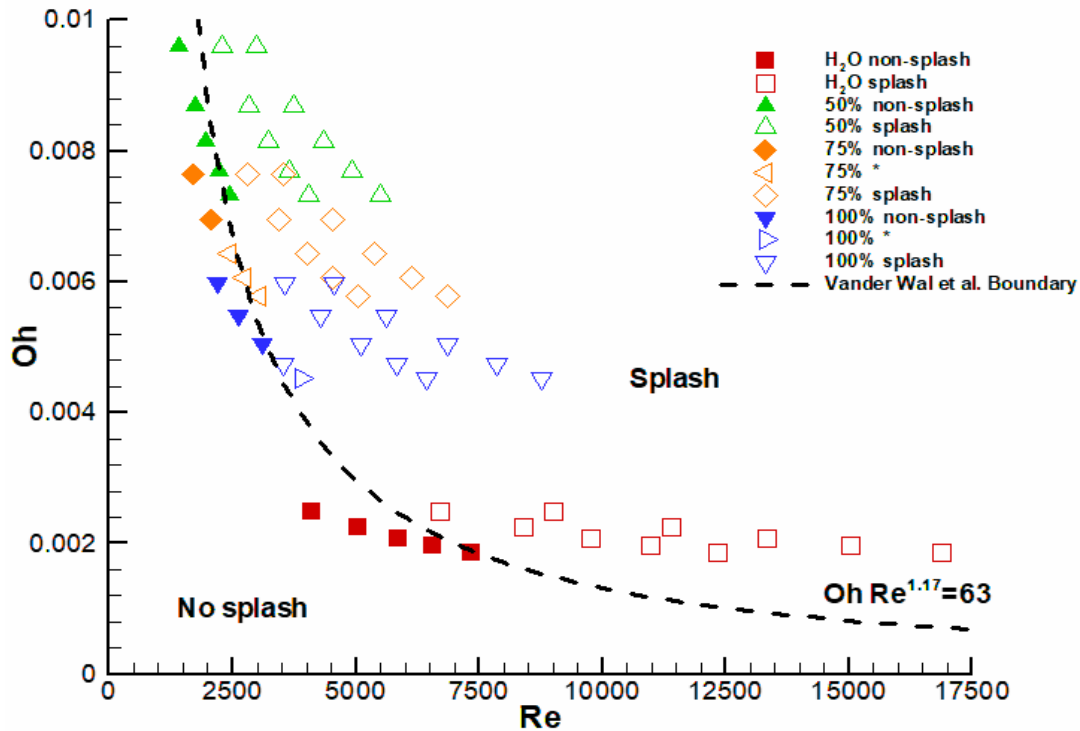 0.01
0.008
0.006
0.004
0.002
0
Oh
H₂O non-splash
H₂O splash
50% non-splash
50% splash
75% non-splash
75% *
75% splash
100% non-splash
100% *
100% splash
Vander Wal et al. Boundary
Splash
No splash
Oh Re^1.17=63
0 2500 5000 7500 10000 12500 15000 17500
Re